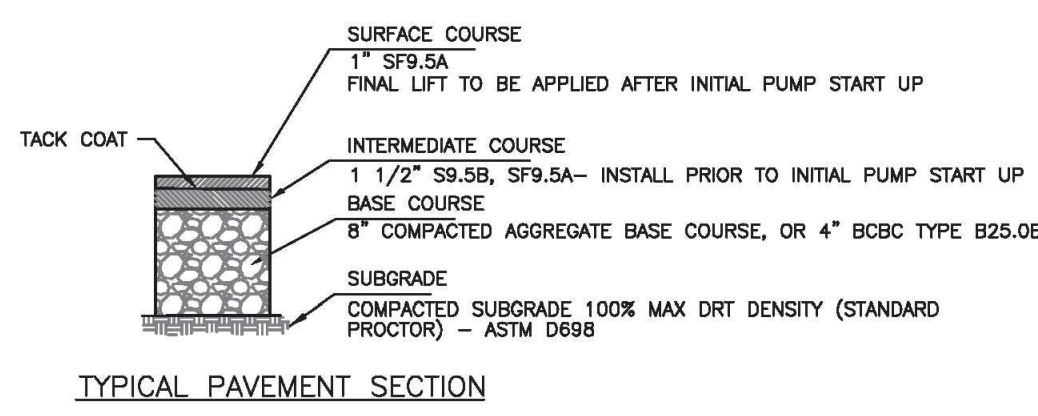 SURFACE COURSE
1" SF9.5A
FINAL LIFT TO BE APPLIED AFTER INITIAL PUMP START UP
TACK COAT
INTERMEDIATE COURSE
1 1/2" S9.5B, SF9.5A- INSTALL PRIOR TO INITIAL PUMP START UP
BASE COURSE
8" COMPACTED AGGREGATE BASE COURSE, OR 4" BCBC TYPE B25.0B
SUBGRADE
COMPACTED SUBGRADE 100% MAX DRT DENSITY (STANDARD
PROCTOR) – ASTM D698
TYPICAL PAVEMENT SECTION